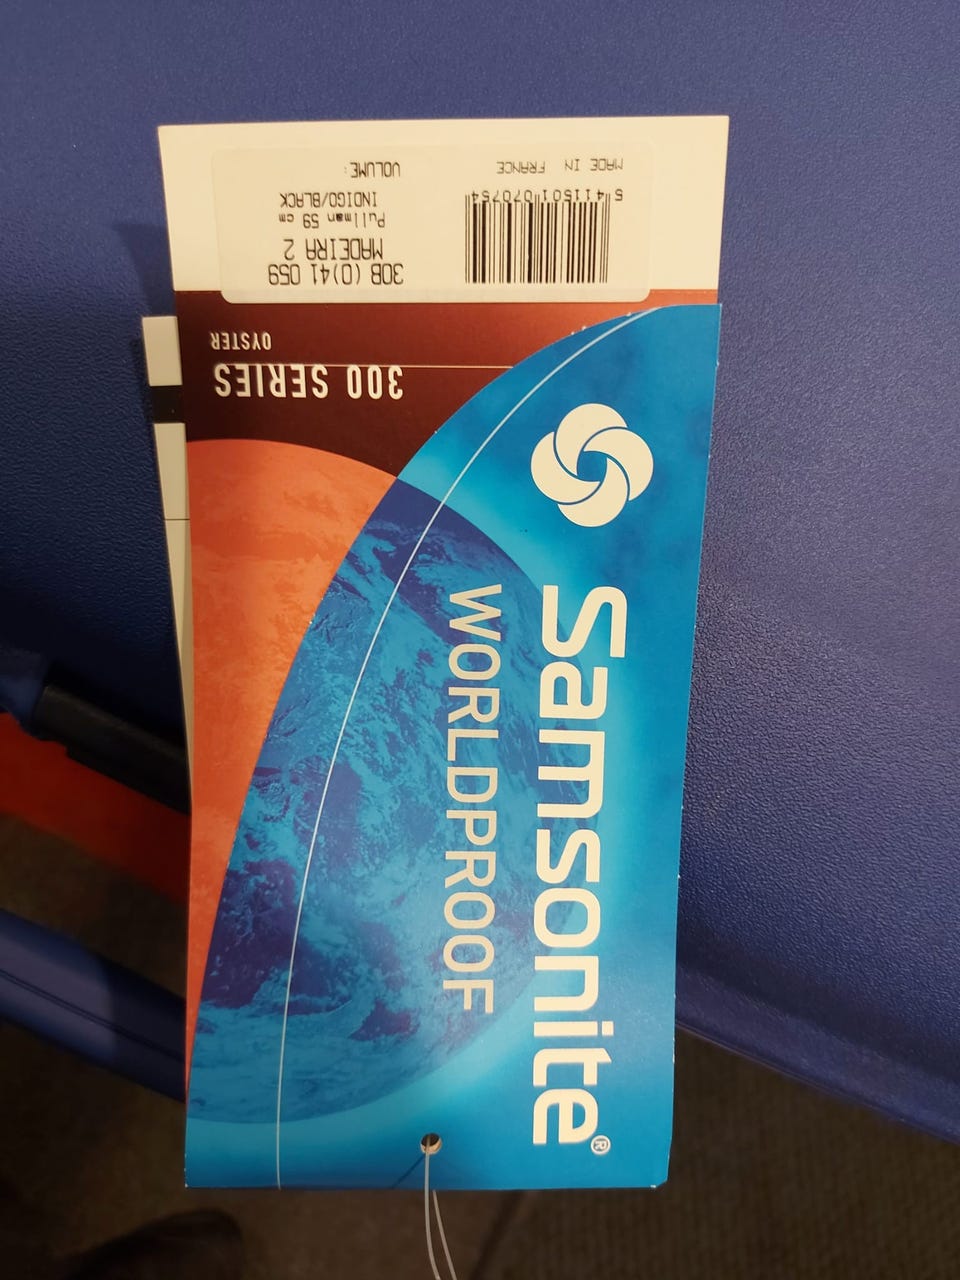 Samsonite®
WORLDPROOF
300 SERIES
OYSTER
30B (0)41 059
MADEIRA 2
Pullman 59 cm
INDIGO/BLACK
VOLUME:
5 411501 070754
MADE IN FRANCE